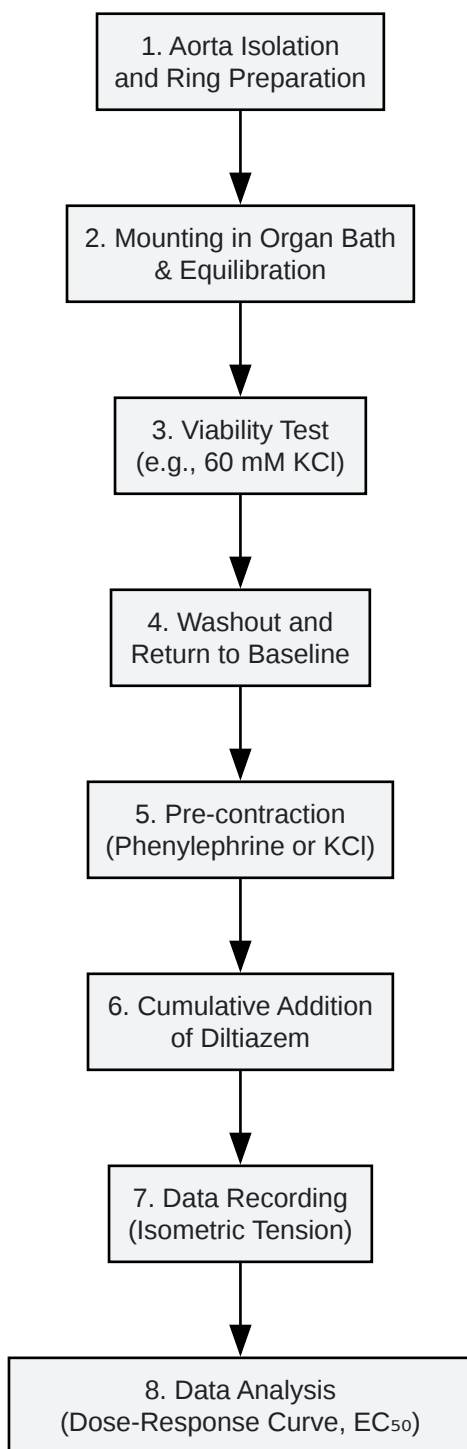 1. Aorta Isolation
and Ring Preparation
2. Mounting in Organ Bath
& Equilibration
3. Viability Test
(e.g., 60 mM KCl)
4. Washout and
Return to Baseline
5. Pre-contraction
(Phenylephrine or KCl)
6. Cumulative Addition
of Diltiazem
7. Data Recording
(Isometric Tension)
8. Data Analysis
(Dose-Response Curve, EC₅₀)